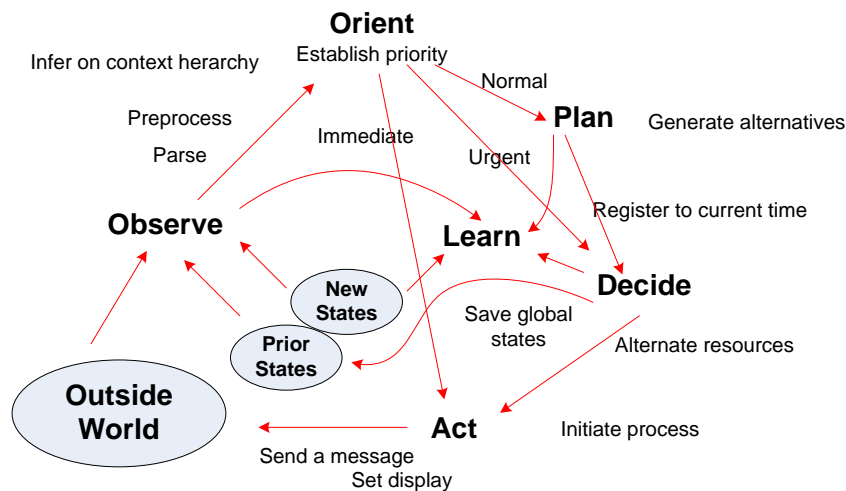 Orient
Establish priority
Infer on context herarchy
Normal
Preprocess
Plan
Generate alternatives
Immediate
Parse
Urgent
Observe
Register to current time
Learn
New
States
Decide
Save global
states
Prior
States
Alternate resources
Outside
World
Act
Initiate process
Send a message
Set display